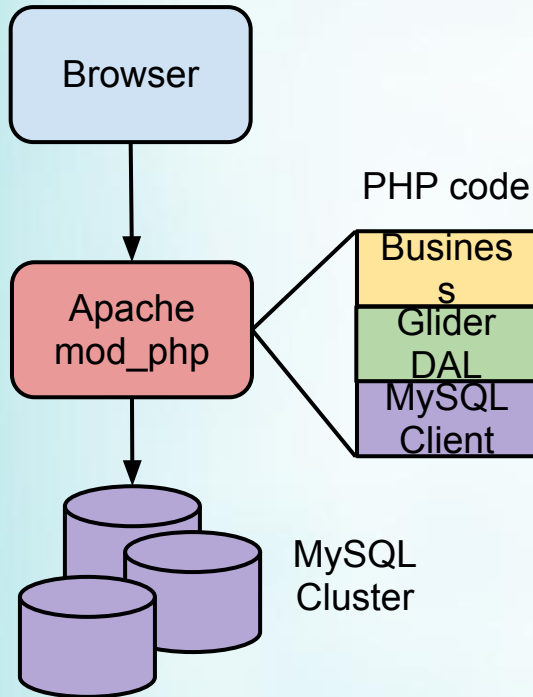 Browser
PHP code
Busines
s
Apache
mod_php
Glider
DAL
MySQL
Client
MySQL
Cluster